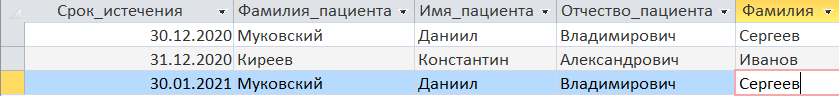 Срок_истечения Фамилия_пациента Имя_пациента Отчество_пациента Фамилия
30.12.2020 Муковский Даниил Владимирович Сергеев
31.12.2020 Киреев Константин Александрович Иванов
30.01.2021 Муковский Даниил Владимирович Сергеев